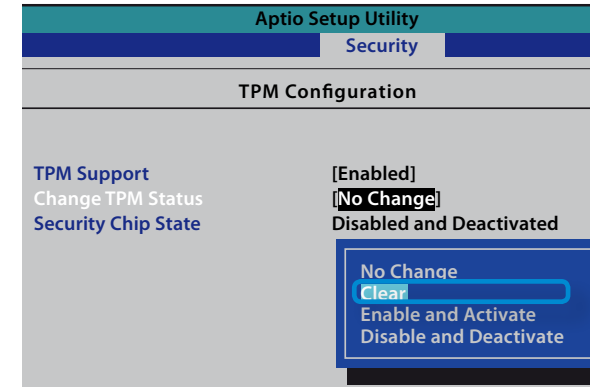 Aptio Setup Utility
Security
TPM Configuration
TPM Support [Enabled]
Change TPM Status [No Change]
Security Chip State Disabled and Deactivated
No Change
Clear
Enable and Activate
Disable and Deactivate